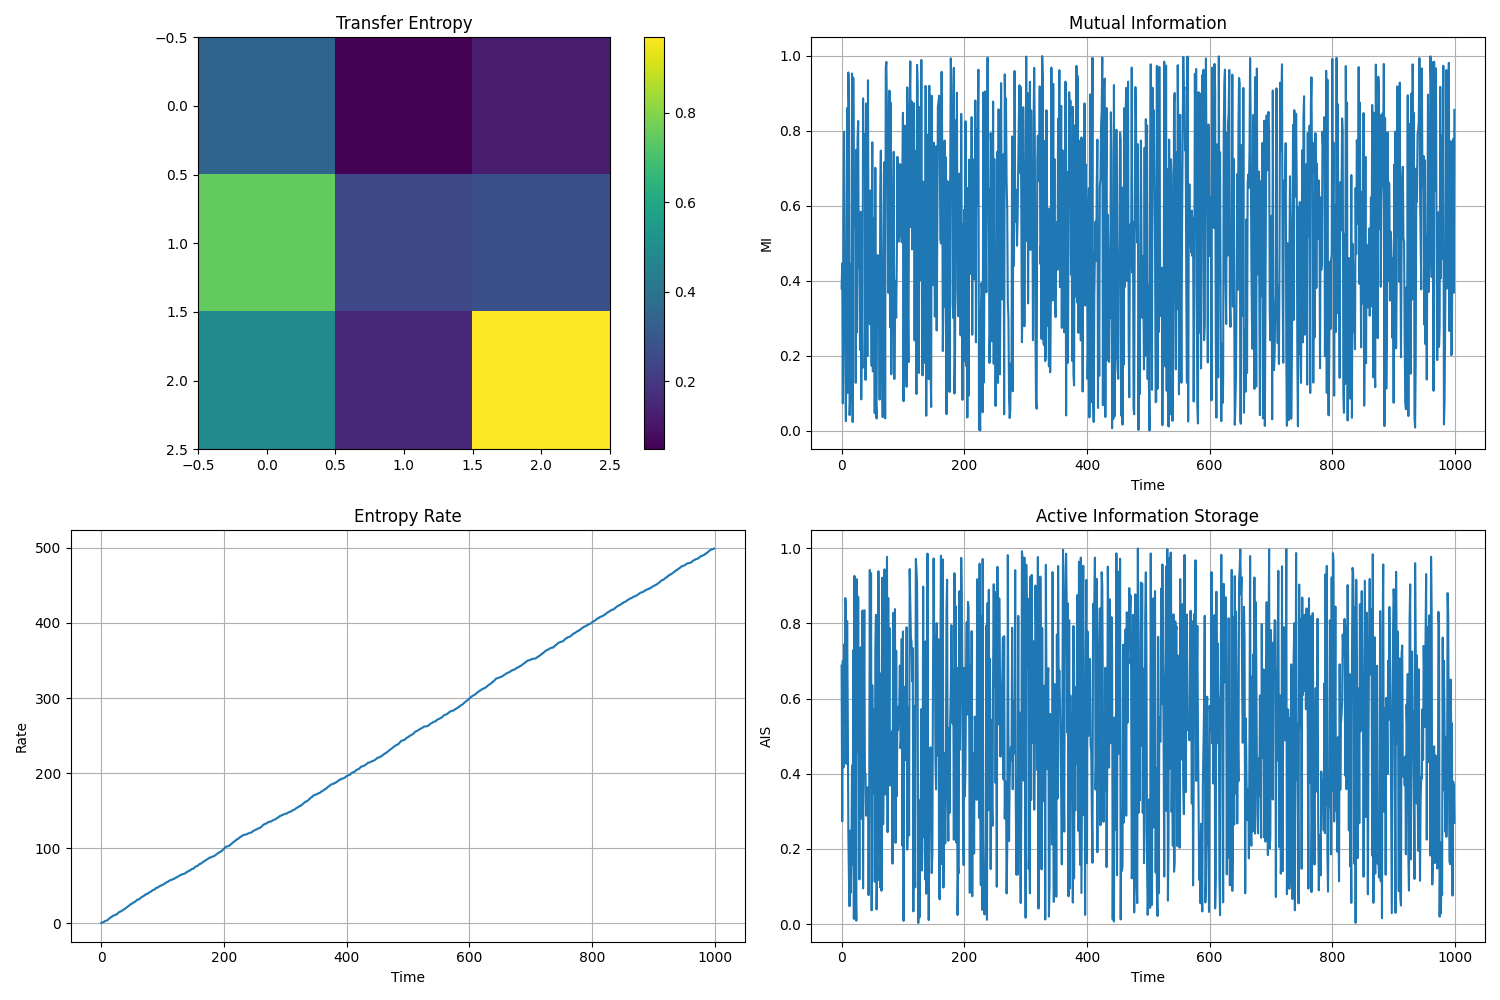 Transfer Entropy
−0.5
0.0
0.5
1.0
1.5
2.0
2.5
−0.5 0.0 0.5 1.0 1.5 2.0 2.5
0.8
0.6
0.4
0.2
Mutual Information
1.0
0.8
0.6
0.4
0.2
0.0
MI
0 200 400 600 800 1000
Time
Entropy Rate
500
400
300
200
100
0
Rate
0 200 400 600 800 1000
Time
Active Information Storage
1.0
0.8
0.6
0.4
0.2
0.0
AIS
0 200 400 600 800 1000
Time